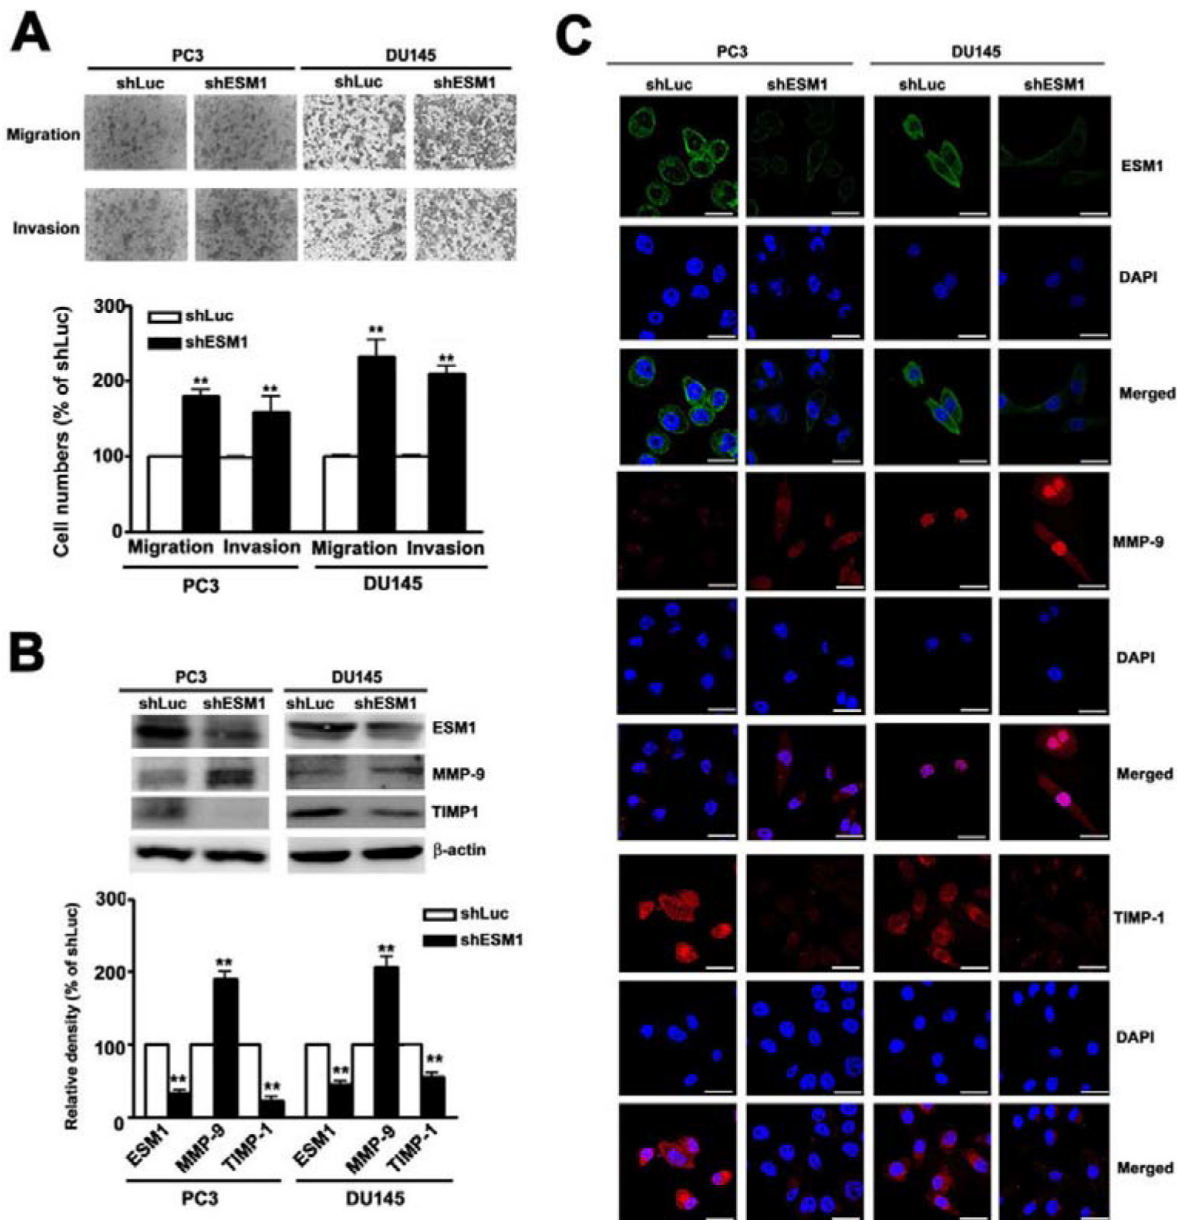 A
PC3 DU145
shLuc shESM1 shLuc shESM1
Migration
Invasion
300
200
100
0
Cell numbers (% of shLuc)
shLuc
shESM1
** ** ** **
Migration Invasion Migration Invasion
PC3 DU145
B
PC3 DU145
shLuc shESM1 shLuc shESM1
ESM1
MMP-9
TIMP1
β-actin
300
200
100
0
Relative density (% of shLuc)
shLuc
shESM1
** ** ** ** ** **
ESM1 MMP-9 TIMP-1 ESM1 MMP-9 TIMP-1
PC3 DU145
C
PC3 DU145
shLuc shESM1 shLuc shESM1
ESM1
DAPI
Merged
MMP-9
DAPI
Merged
TIMP-1
DAPI
Merged